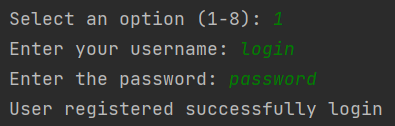 Select an option (1-8): 1
Enter your username: login
Enter the password: password
User registered successfully login